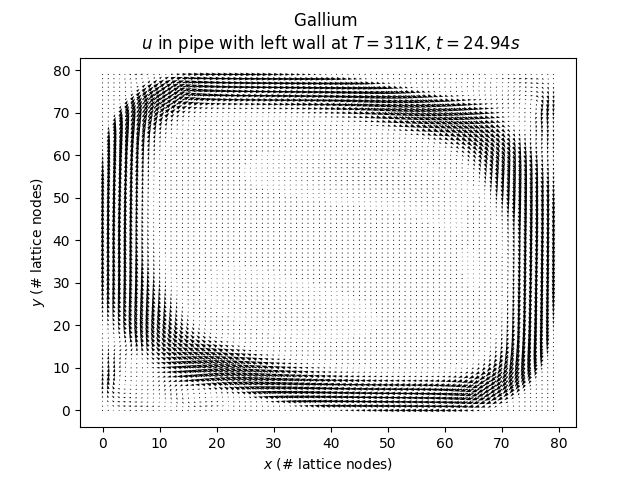 Gallium
u in pipe with left wall at T = 311K, t = 24.94s
80
70
60
50
40
30
20
10
0
y (# lattice nodes)
0 10 20 30 40 50 60 70 80
x (# lattice nodes)